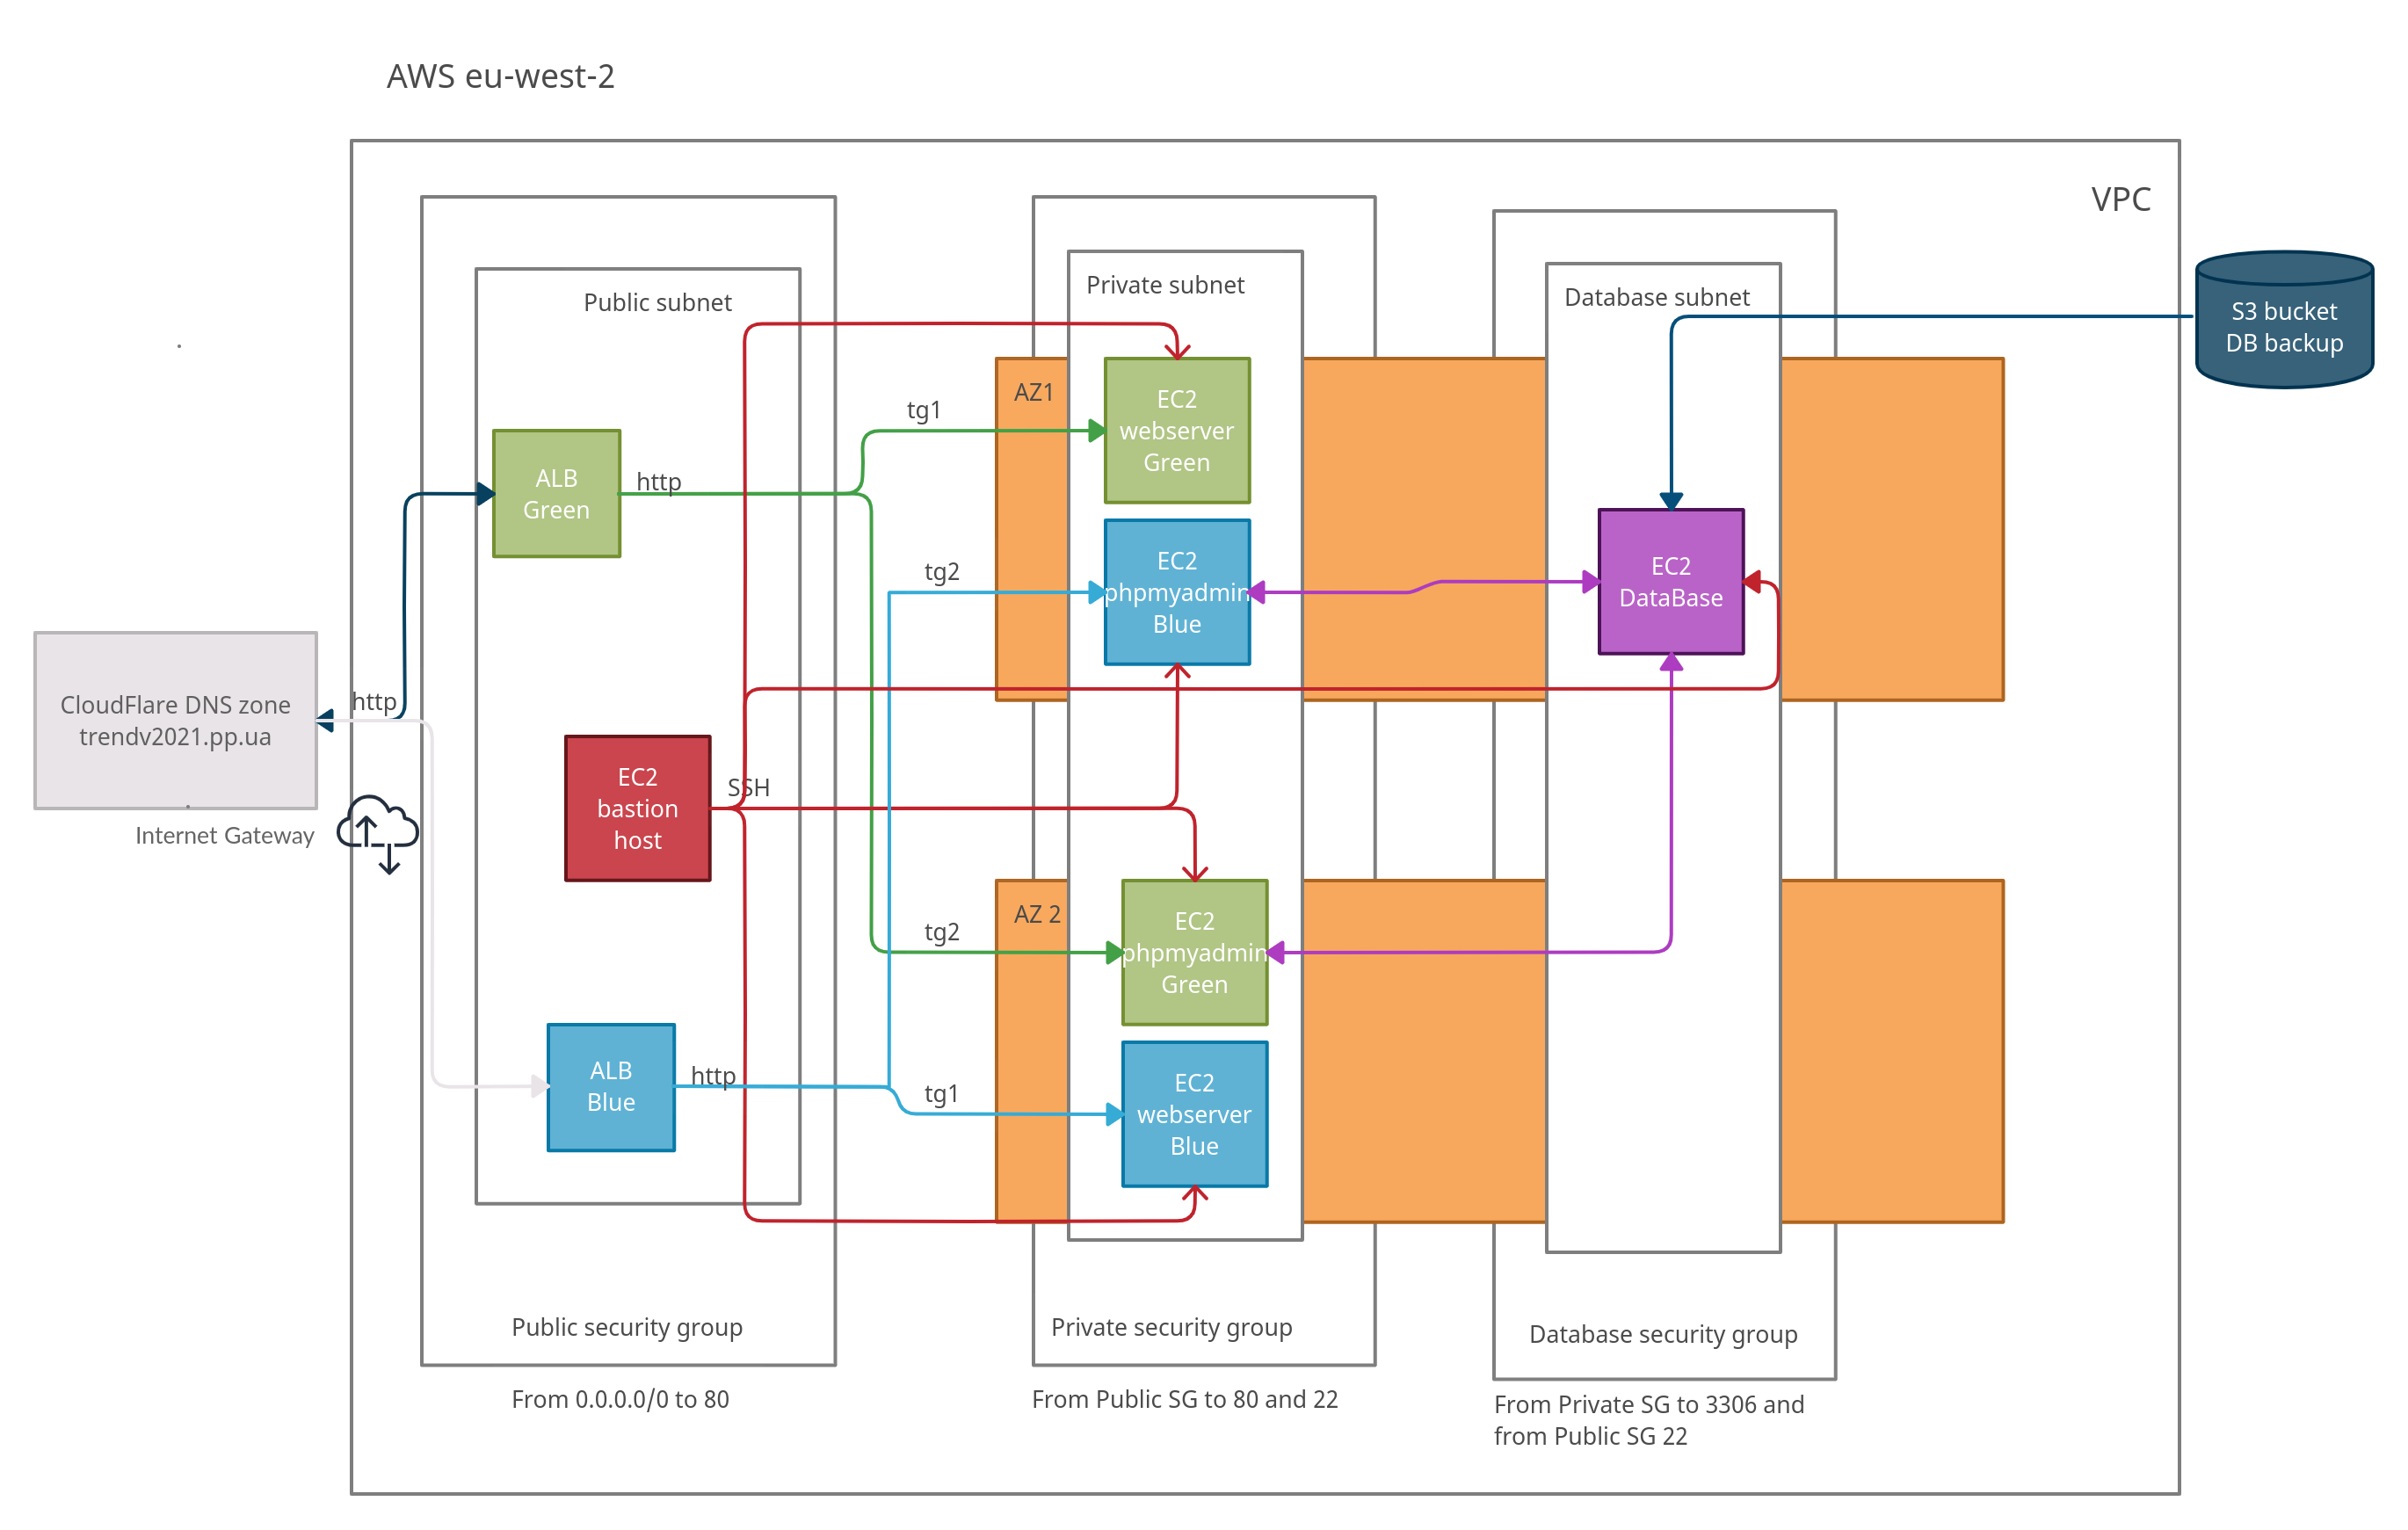 AWS eu-west-2
VPC
S3 bucket
DB backup
Public subnet
Private subnet
Database subnet
AZ1
EC2
webserver
Green
tg1
ALB
Green
http
tg2
EC2
phpmyadmin
Blue
EC2
DataBase
CloudFlare DNS zone
trendv2021.pp.ua
http
Internet Gateway
EC2
bastion
host
SSH
AZ 2
EC2
phpmyadmin
Green
tg2
ALB
Blue
http
tg1
EC2
webserver
Blue
Public security group
Private security group
Database security group
From 0.0.0.0/0 to 80
From Public SG to 80 and 22
From Private SG to 3306 and
from Public SG 22